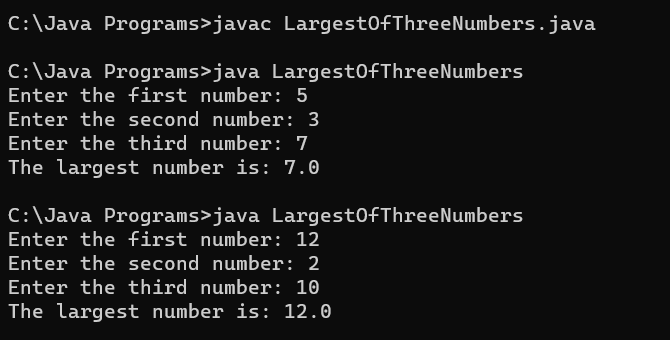 C:\Java Programs>javac LargestOfThreeNumbers.java
C:\Java Programs>java LargestOfThreeNumbers
Enter the first number: 5
Enter the second number: 3
Enter the third number: 7
The largest number is: 7.0
C:\Java Programs>java LargestOfThreeNumbers
Enter the first number: 12
Enter the second number: 2
Enter the third number: 10
The largest number is: 12.0